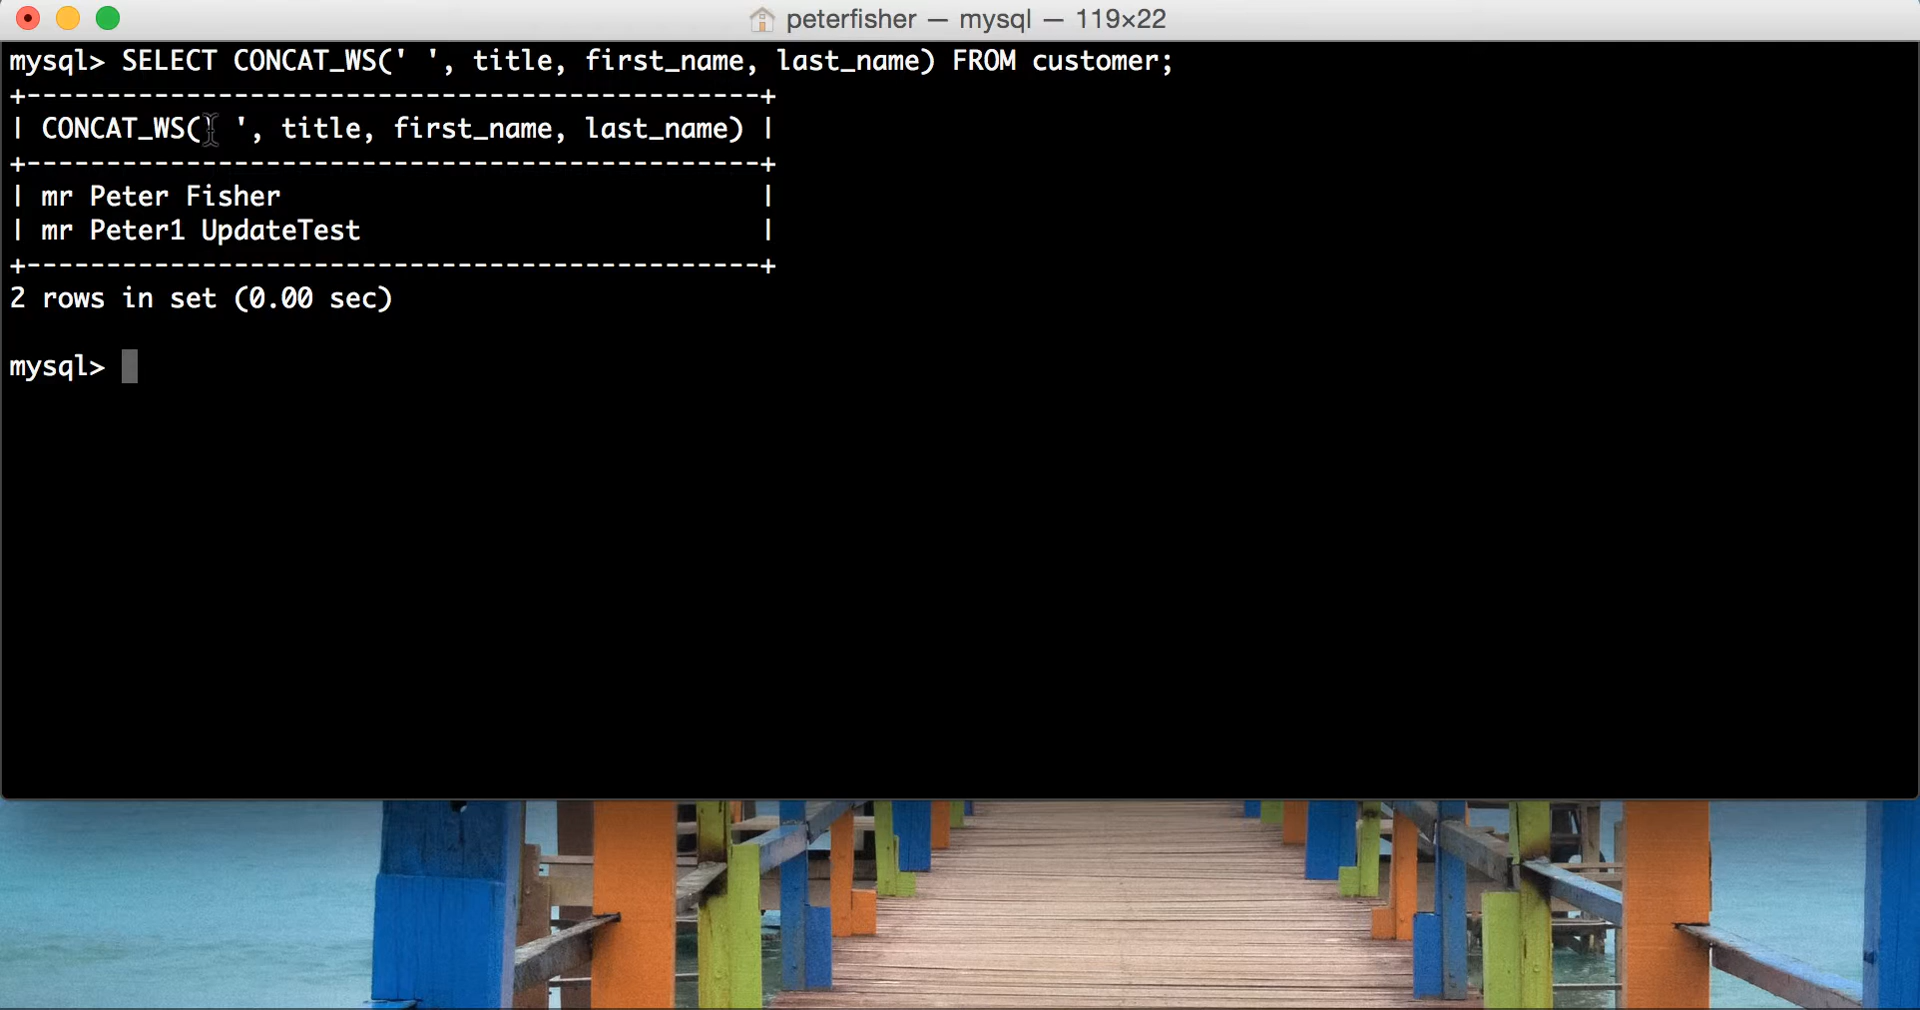 peterfisher — mysql — 119×22
mysql> SELECT CONCAT_WS(' ', title, first_name, last_name) FROM customer;
+----------------------------------------------+
| CONCAT_WS(' ', title, first_name, last_name) |
+----------------------------------------------+
| mr Peter Fisher                              |
| mr Peter1 UpdateTest                         |
+----------------------------------------------+
2 rows in set (0.00 sec)
mysql>